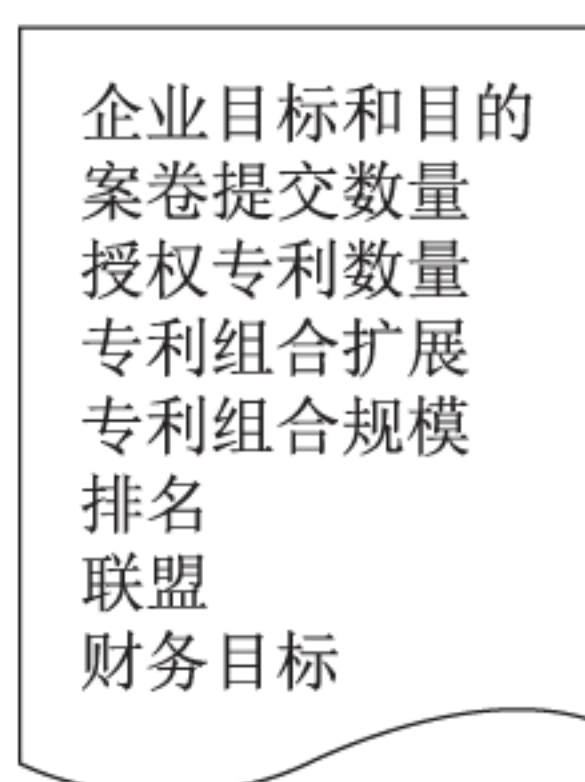 企业目标和目的
案卷提交数量
授权专利数量
专利组合扩展
专利组合规模
排名
联盟
财务目标